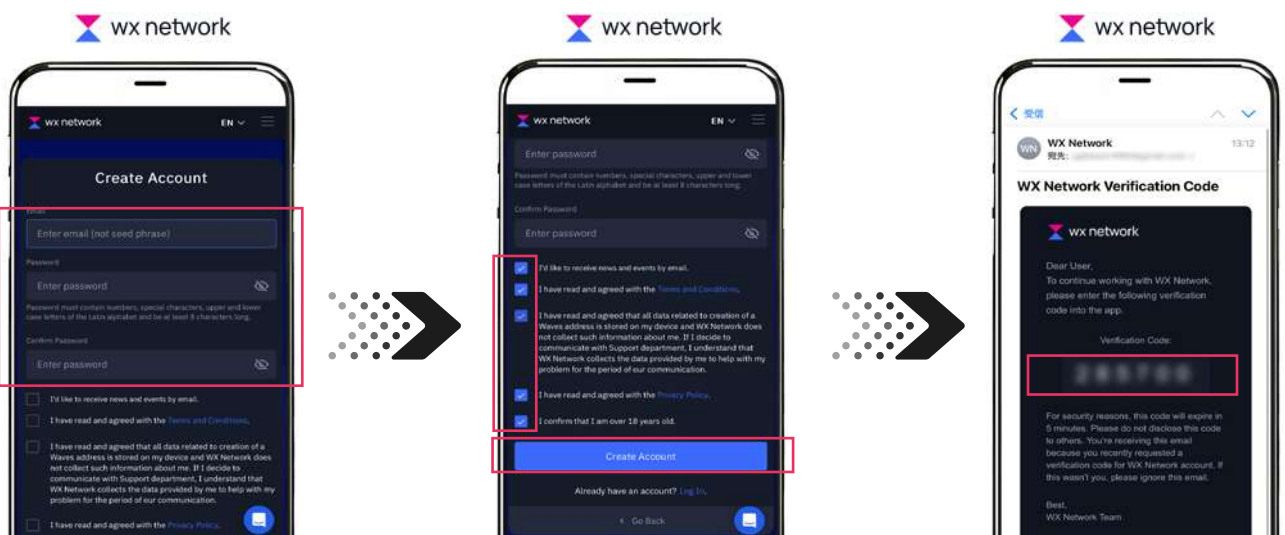 wx network
wx network
EN
Create Account
Email
Enter email (not seed phrase)
Password
Enter password
Password must contain numbers, special characters, upper and lower
case letters of the Latin alphabet and be at least 8 characters long.
Confirm Password
Enter password
I'd like to receive news and events by email.
I have read and agreed with the Terms and Conditions.
I have read and agreed that all data related to creation of a
Waves address is stored on my device and WX Network does
not collect such information about me. If I decide to
communicate with Support department, I understand that
WX Network collects the data provided by me to help with my
problem for the period of our communication.
I have read and agreed with the Privacy Policy.
wx network
wx network
EN
Enter password
Password must contain numbers, special characters, upper and lower
case letters of the Latin alphabet and be at least 8 characters long.
Confirm Password
Enter password
I'd like to receive news and events by email.
I have read and agreed with the Terms and Conditions.
I have read and agreed that all data related to creation of a
Waves address is stored on my device and WX Network does
not collect such information about me. If I decide to
communicate with Support department, I understand that
WX Network collects the data provided by me to help with my
problem for the period of our communication.
I have read and agreed with the Privacy Policy.
I confirm that I am over 18 years old.
Create Account
Already have an account? Log In.
Go Back
wx network
受信
WN
WX Network
13:12
宛先:
WX Network Verification Code
wx network
Dear User,
To continue working with WX Network,
please enter the following verification
code into the app.
Verification Code:
For security reasons, this code will expire in
5 minutes. Please do not disclose this code
to others. You're receiving this email
because you recently requested a
verification code for WX Network account. If
this wasn't you, please ignore this email.
Best,
WX Network Team